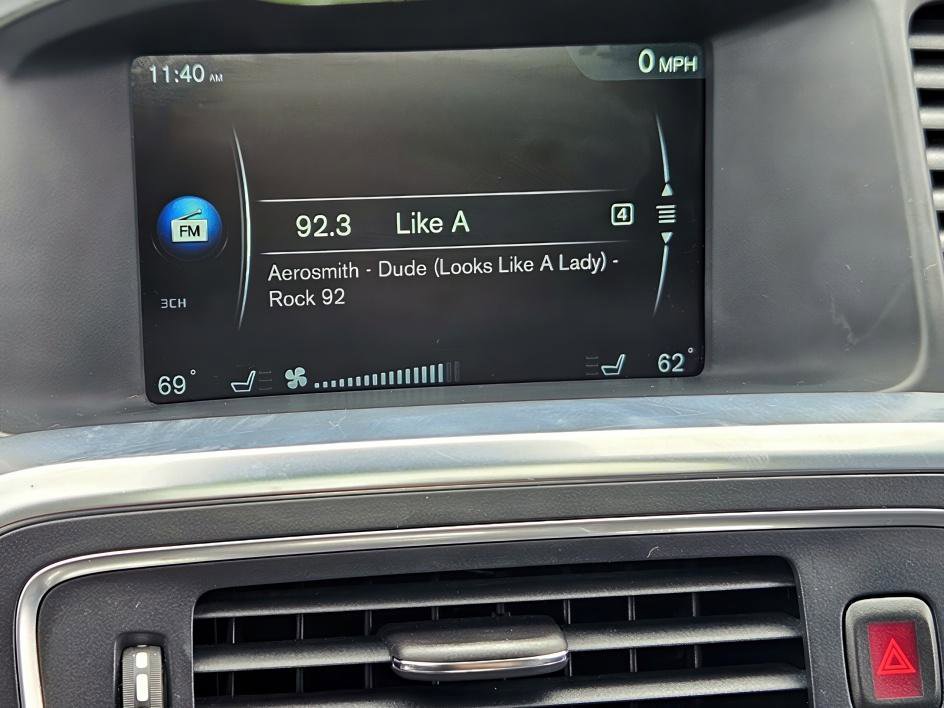 11:40 AM
0 MPH
FM
92.3 Like A 4
Aerosmith - Dude (Looks Like A Lady) -
Rock 92
3CH
69°
62°